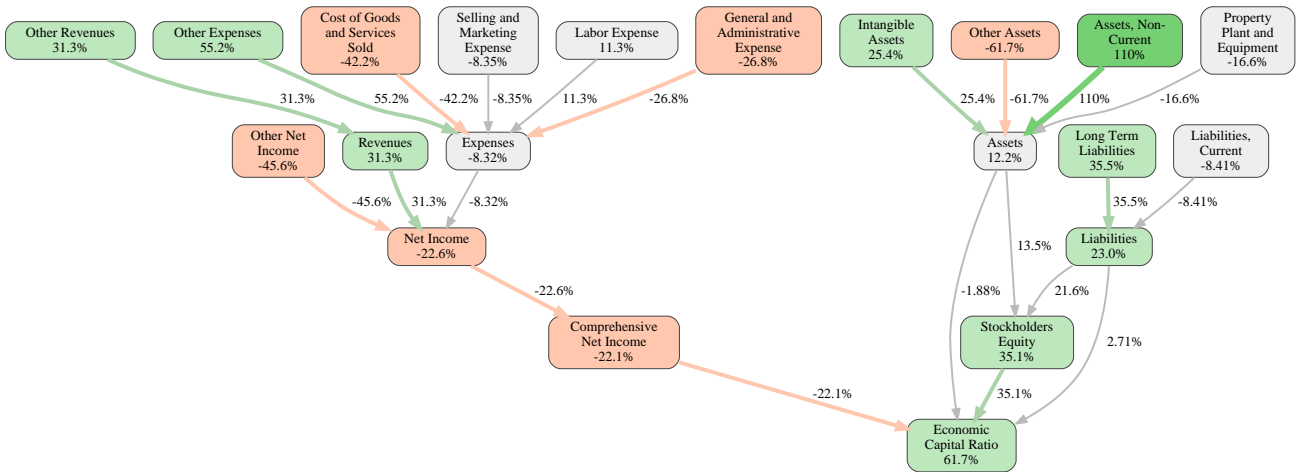 Other Revenues
31.3%
Other Expenses
55.2%
Cost of Goods
and Services
Sold
-42.2%
Selling and
Marketing
Expense
-8.35%
Labor Expense
11.3%
General and
Administrative
Expense
-26.8%
Intangible
Assets
25.4%
Other Assets
-61.7%
Assets, Non-
Current
110%
Property
Plant and
Equipment
-16.6%
31.3%
55.2%
-42.2%
-8.35%
11.3%
-26.8%
25.4%
-61.7%
110%
-16.6%
Other Net
Income
-45.6%
Revenues
31.3%
Expenses
-8.32%
Assets
12.2%
Long Term
Liabilities
35.5%
Liabilities,
Current
-8.41%
-45.6%
31.3%
-8.32%
35.5%
-8.41%
Net Income
-22.6%
13.5%
Liabilities
23.0%
-22.6%
-1.88%
21.6%
Comprehensive
Net Income
-22.1%
Stockholders
Equity
35.1%
2.71%
-22.1%
35.1%
Economic
Capital Ratio
61.7%